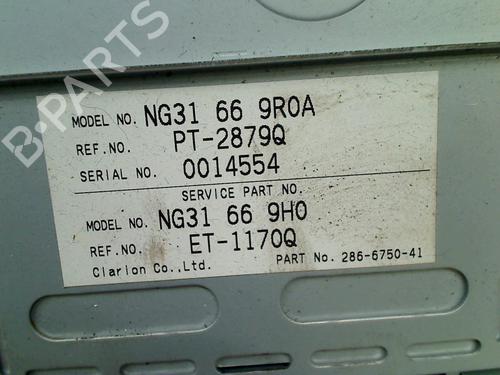 B-PARTS
MODEL NO. NG31 66 9R0A
REF.NO. PT-2879Q
SERIAL NO. 0014554
SERVICE PART NO.
MODEL NO. NG31 66 9H0
REF.NO. ET-1170Q
Clarion Co.,Ltd. PART No. 286-6750-41